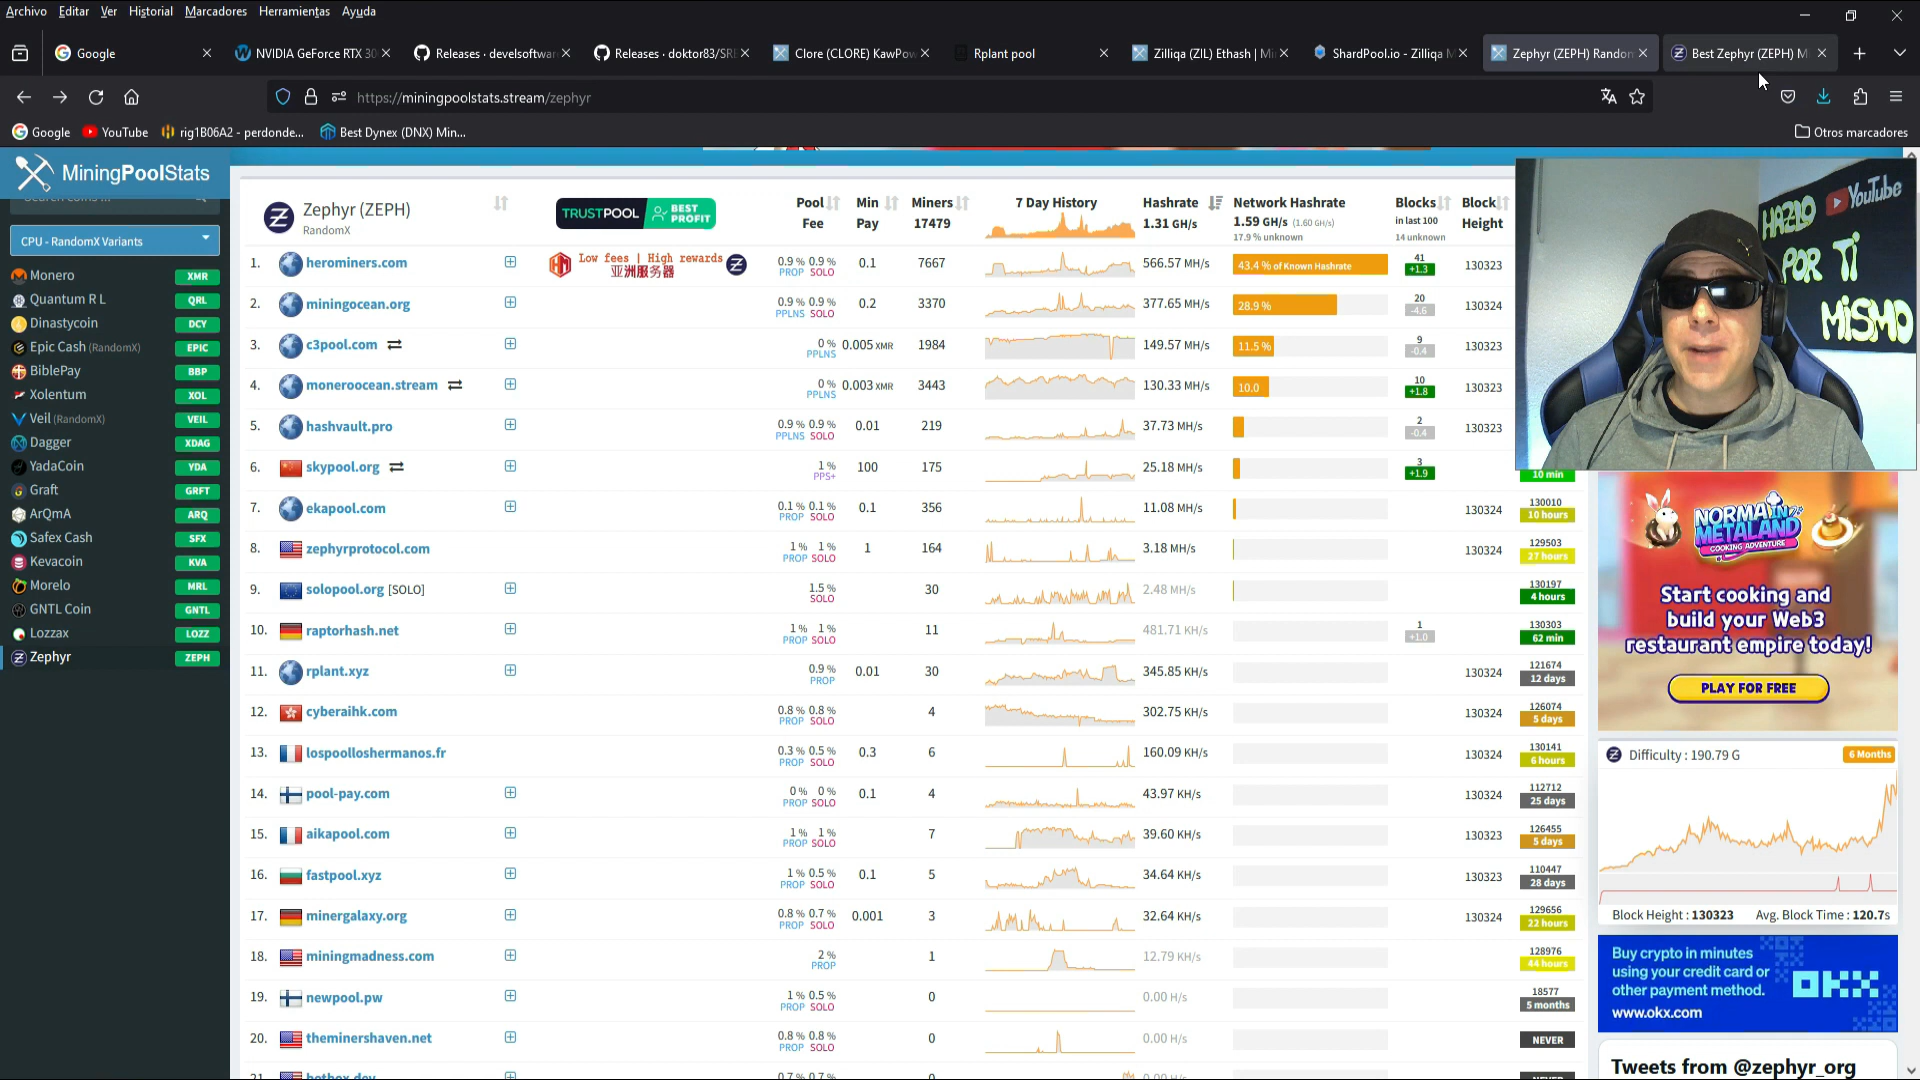 Archivo Editar Ver Historial Marcadores Herramientas Ayuda
Google
NVIDIA GeForce RTX 30
Releases · develsoftwar
Releases · doktor83/SRE
Clore (CLORE) KawPow
Rplant pool
Zilliqa (ZIL) Ethash | Mi
ShardPool.io - Zilliqa M
Zephyr (ZEPH) Random
Best Zephyr (ZEPH) M
https://miningpoolstats.stream/zephyr
Google YouTube rig1B06A2 - perdonde... Best Dynex (DNX) Min... Otros marcadores
MiningPoolStats
Search coins ...
CPU - RandomX Variants
Monero XMR
Quantum R L QRL
Dinastycoin DCY
Epic Cash (RandomX) EPIC
BiblePay BBP
Xolentum XOL
Veil (RandomX) VEIL
Dagger XDAG
YadaCoin YDA
Graft GRFT
ArQmA ARQ
Safex Cash SFX
Kevacoin KVA
Morelo MRL
GNTL Coin GNTL
Lozzax LOZZ
Zephyr ZEPH
Zephyr (ZEPH)
RandomX
TRUSTPOOL BEST PROFIT
Pool Fee
Min Pay
Miners 17479
7 Day History
Hashrate 1.31 GH/s
Network Hashrate
1.59 GH/s (1.60 GH/s)
17.9 % unknown
Blocks
in last 100
14 unknown
Block Height
1. herominers.com Low fees | High rewards 亚洲服务器 0.9 % 0.9 % PROP SOLO 0.1 7667 566.57 MH/s 43.4 % of Known Hashrate 41 +1.3 130323
2. miningocean.org 0.9 % 0.9 % PPLNS SOLO 0.2 3370 377.65 MH/s 28.9 % 20 -4.6 130324
3. c3pool.com 0 % PPLNS 0.005 XMR 1984 149.57 MH/s 11.5 % 9 -0.4 130323
4. moneroocean.stream 0 % PPLNS 0.003 XMR 3443 130.33 MH/s 10.0 10 +1.8 130323
5. hashvault.pro 0.9 % 0.9 % PPLNS SOLO 0.01 219 37.73 MH/s 2 -0.4 130323
6. skypool.org 1 % PPS+ 100 175 25.18 MH/s 3 +1.9 10 min
7. ekapool.com 0.1 % 0.1 % PROP SOLO 0.1 356 11.08 MH/s 130324 130010 10 hours
8. zephyrprotocol.com 1 % 1 % PROP SOLO 1 164 3.18 MH/s 130324 129503 27 hours
9. solopool.org [SOLO] 1.5 % SOLO 30 2.48 MH/s 130197 4 hours
10. raptorhash.net 1 % 1 % PROP SOLO 11 481.71 KH/s 1 +1.0 130303 62 min
11. rplant.xyz 0.9 % PROP 0.01 30 345.85 KH/s 130324 121674 12 days
12. cyberaihk.com 0.8 % 0.8 % PROP SOLO 4 302.75 KH/s 130324 126074 5 days
13. lospoolloshermanos.fr 0.3 % 0.5 % PROP SOLO 0.3 6 160.09 KH/s 130324 130141 6 hours
14. pool-pay.com 0 % 0 % PROP SOLO 0.1 4 43.97 KH/s 130324 112712 25 days
15. aikapool.com 1 % 1 % PROP SOLO 7 39.60 KH/s 130323 126455 5 days
16. fastpool.xyz 1 % 0.5 % PROP SOLO 0.1 5 34.64 KH/s 130323 110447 28 days
17. minergalaxy.org 0.8 % 0.7 % PROP SOLO 0.001 3 32.64 KH/s 130324 129656 22 hours
18. miningmadness.com 2 % PROP 1 12.79 KH/s 128976 44 hours
19. newpool.pw 1 % 0.5 % PROP SOLO 0 0.00 H/s 18577 5 months
20. theminershaven.net 0.8 % 0.8 % PROP SOLO 0 0.00 H/s NEVER
HAZLO
POR TI
MISMO
YouTube
NORMA IN
METALAND
COOKING ADVENTURE
Start cooking and
build your Web3
restaurant empire today!
PLAY FOR FREE
Difficulty : 190.79 G 6 Months
Block Height : 130323 Avg. Block Time : 120.7s
Buy crypto in minutes
using your credit card or
other payment method.
www.okx.com
OKX
Tweets from @zephyr_org